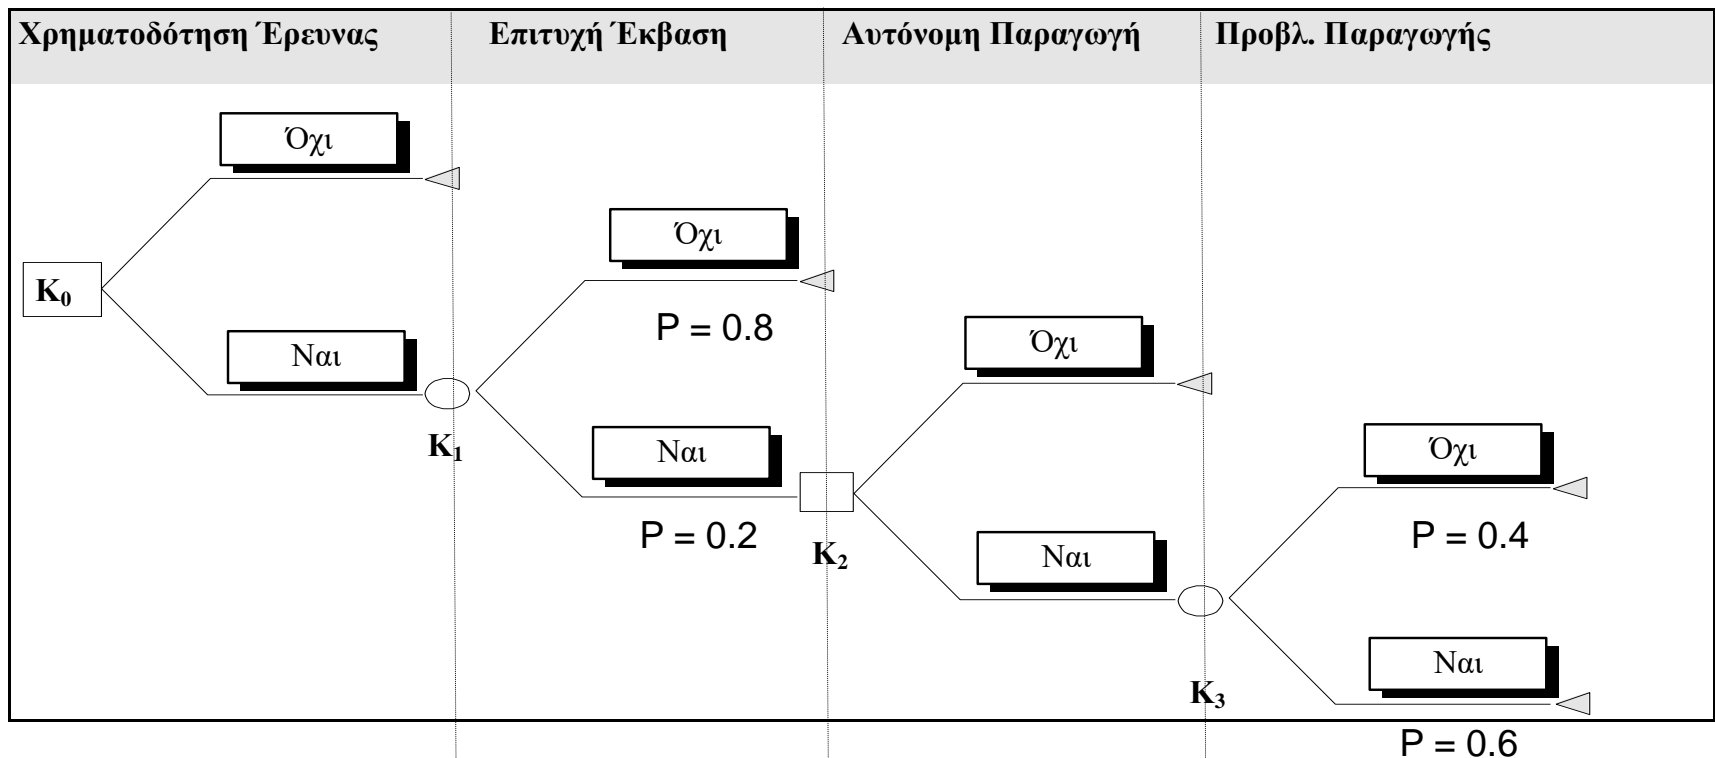 Χρηματοδότηση Έρευνας Επιτυχή Έκβαση Αυτόνομη Παραγωγή Προβλ. Παραγωγής
Όχι
Όχι
K₀
P = 0.8
Όχι
Ναι
K₁
Ναι
Όχι
P = 0.2
K₂
P = 0.4
Ναι
Ναι
K₃
P = 0.6